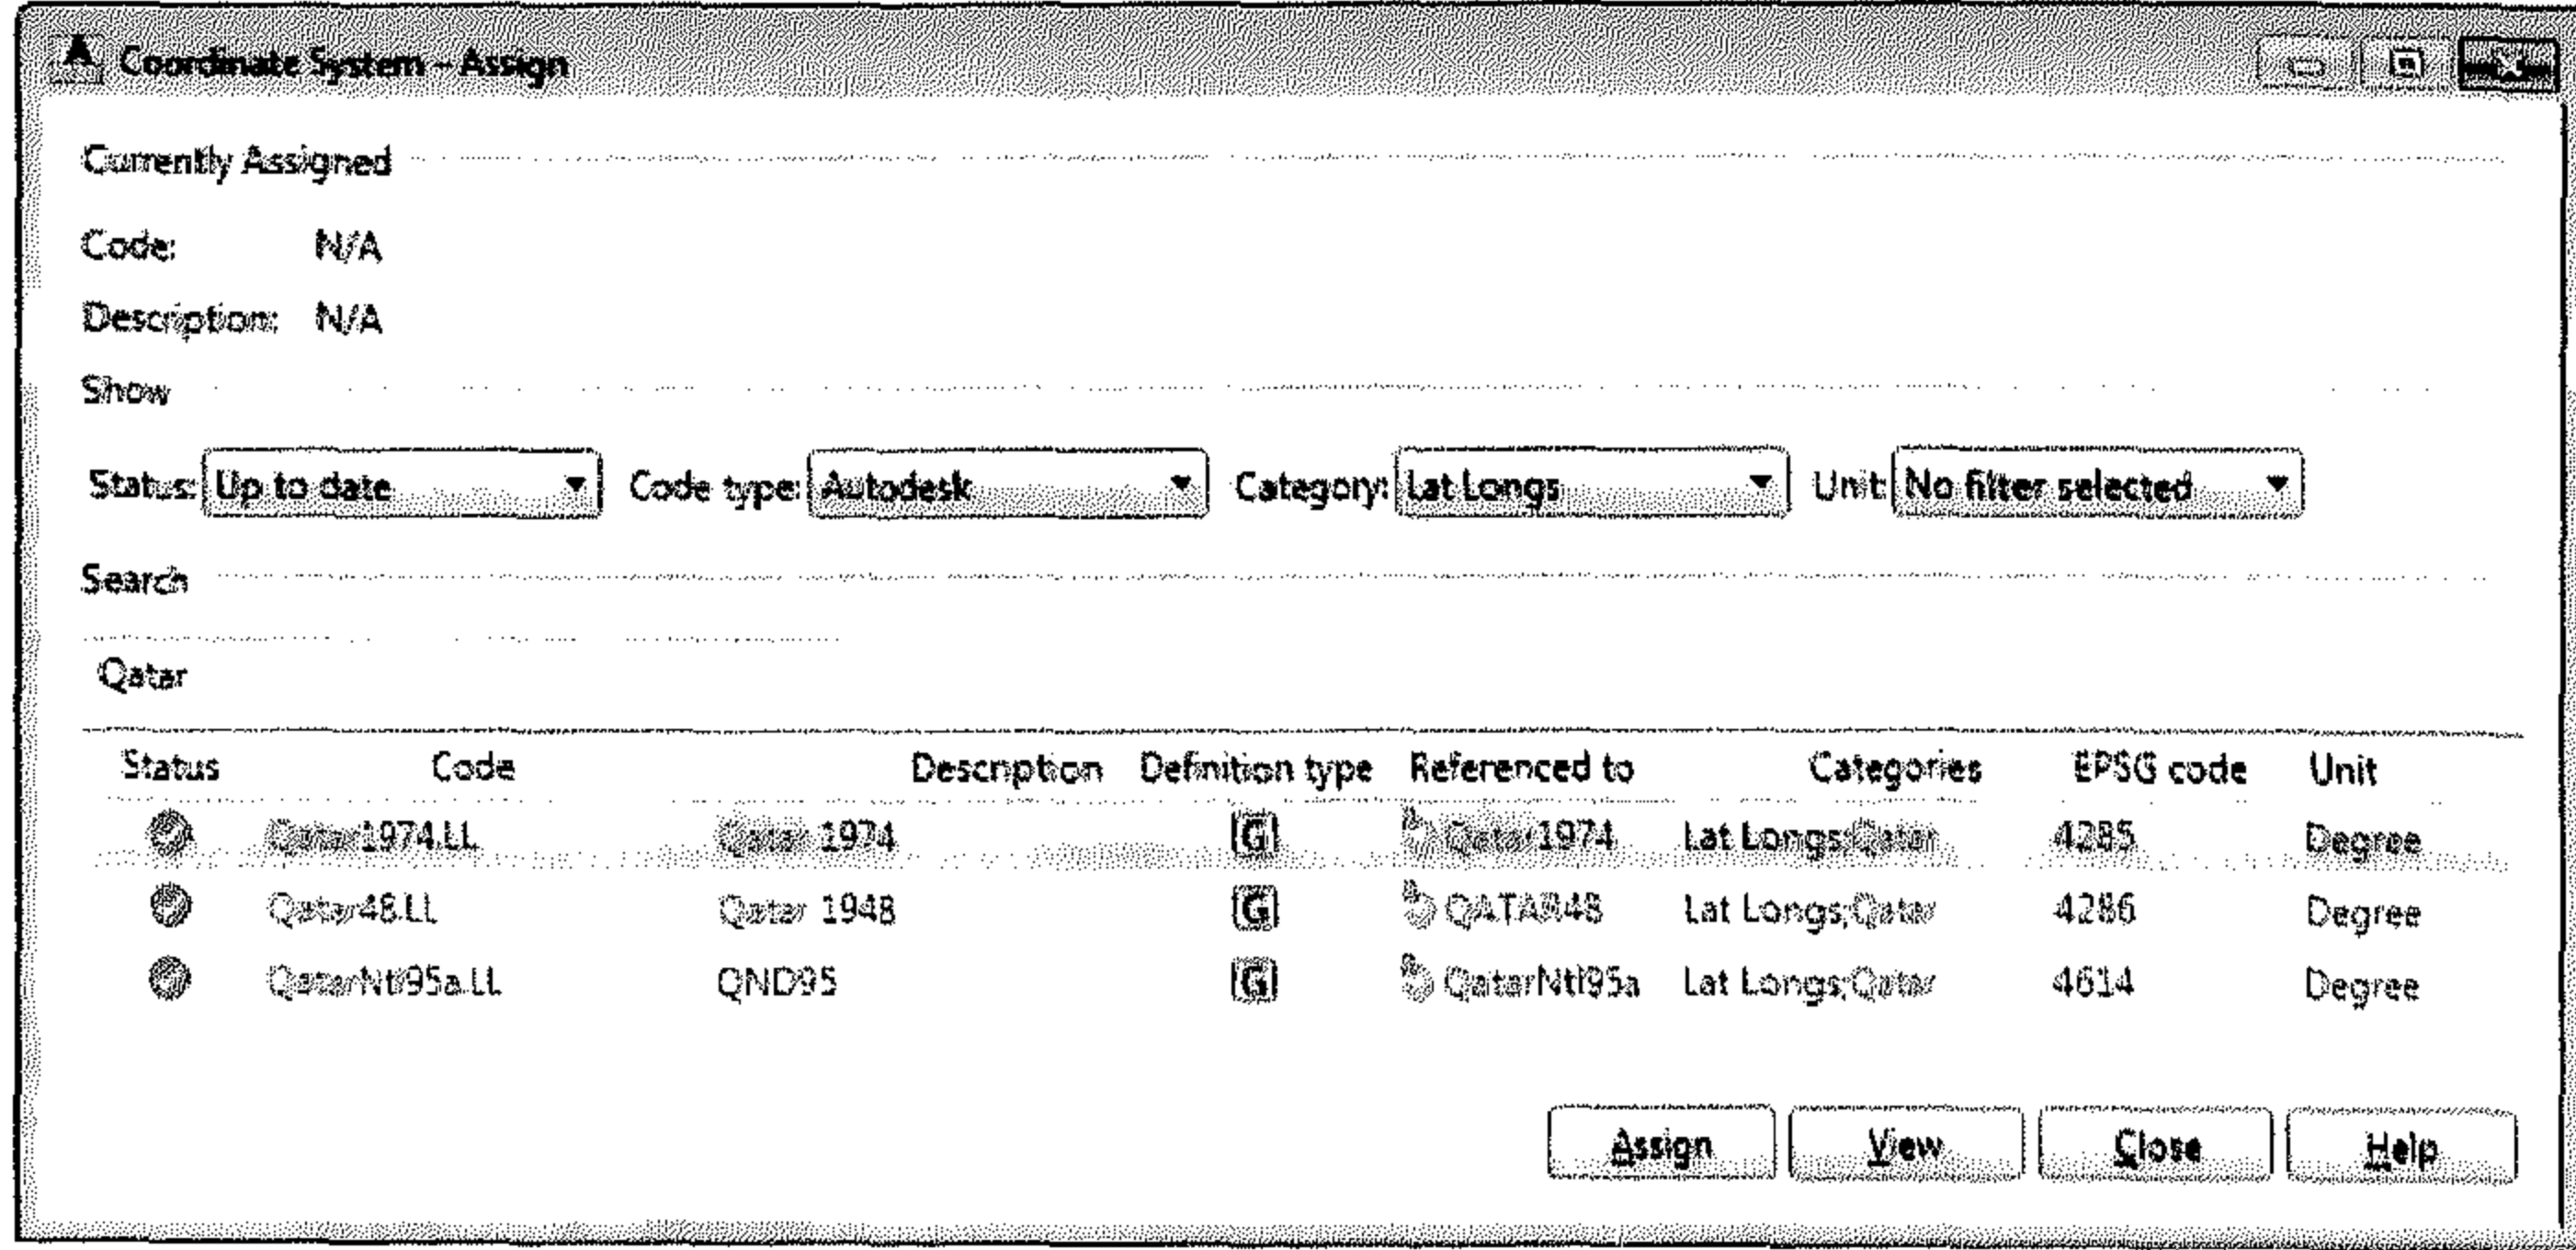 Coordinate System - Assign
Currently Assigned
Code: N/A
Description: N/A
Show
Status: Up to date Code type: Autodesk Category: Lat Longs Unit: No filter selected
Search
Qatar
Status Code Description Definition type Referenced to Categories EPSG code Unit
Qatar1974.LL Qatar 1974 G Qatar1974 Lat Longs;Qatar 4285 Degree
Qatar48.LL Qatar 1948 G QATAR48 Lat Longs;Qatar 4286 Degree
QatarNtl95a.LL QND95 G QatarNtl95a Lat Longs;Qatar 4614 Degree
Assign View Close Help